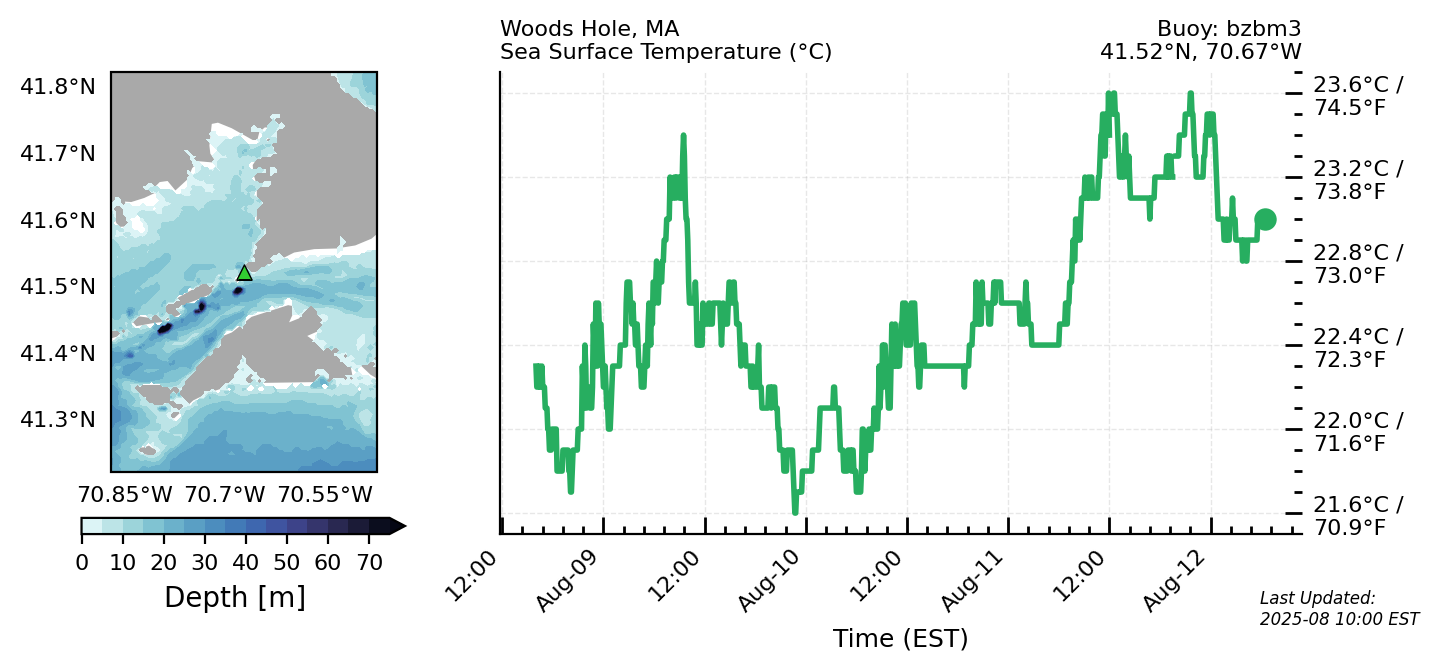 Woods Hole, MA
Sea Surface Temperature (°C)
Buoy: bzbm3
41.52°N, 70.67°W
41.8°N
41.7°N
41.6°N
41.5°N
41.4°N
41.3°N
70.85°W 70.7°W 70.55°W
0 10 20 30 40 50 60 70
Depth [m]
23.6°C /
74.5°F
23.2°C /
73.8°F
22.8°C /
73.0°F
22.4°C /
72.3°F
22.0°C /
71.6°F
21.6°C /
70.9°F
12:00 Aug-09 12:00 Aug-10 12:00 Aug-11 12:00 Aug-12
Time (EST)
Last Updated:
2025-08 10:00 EST